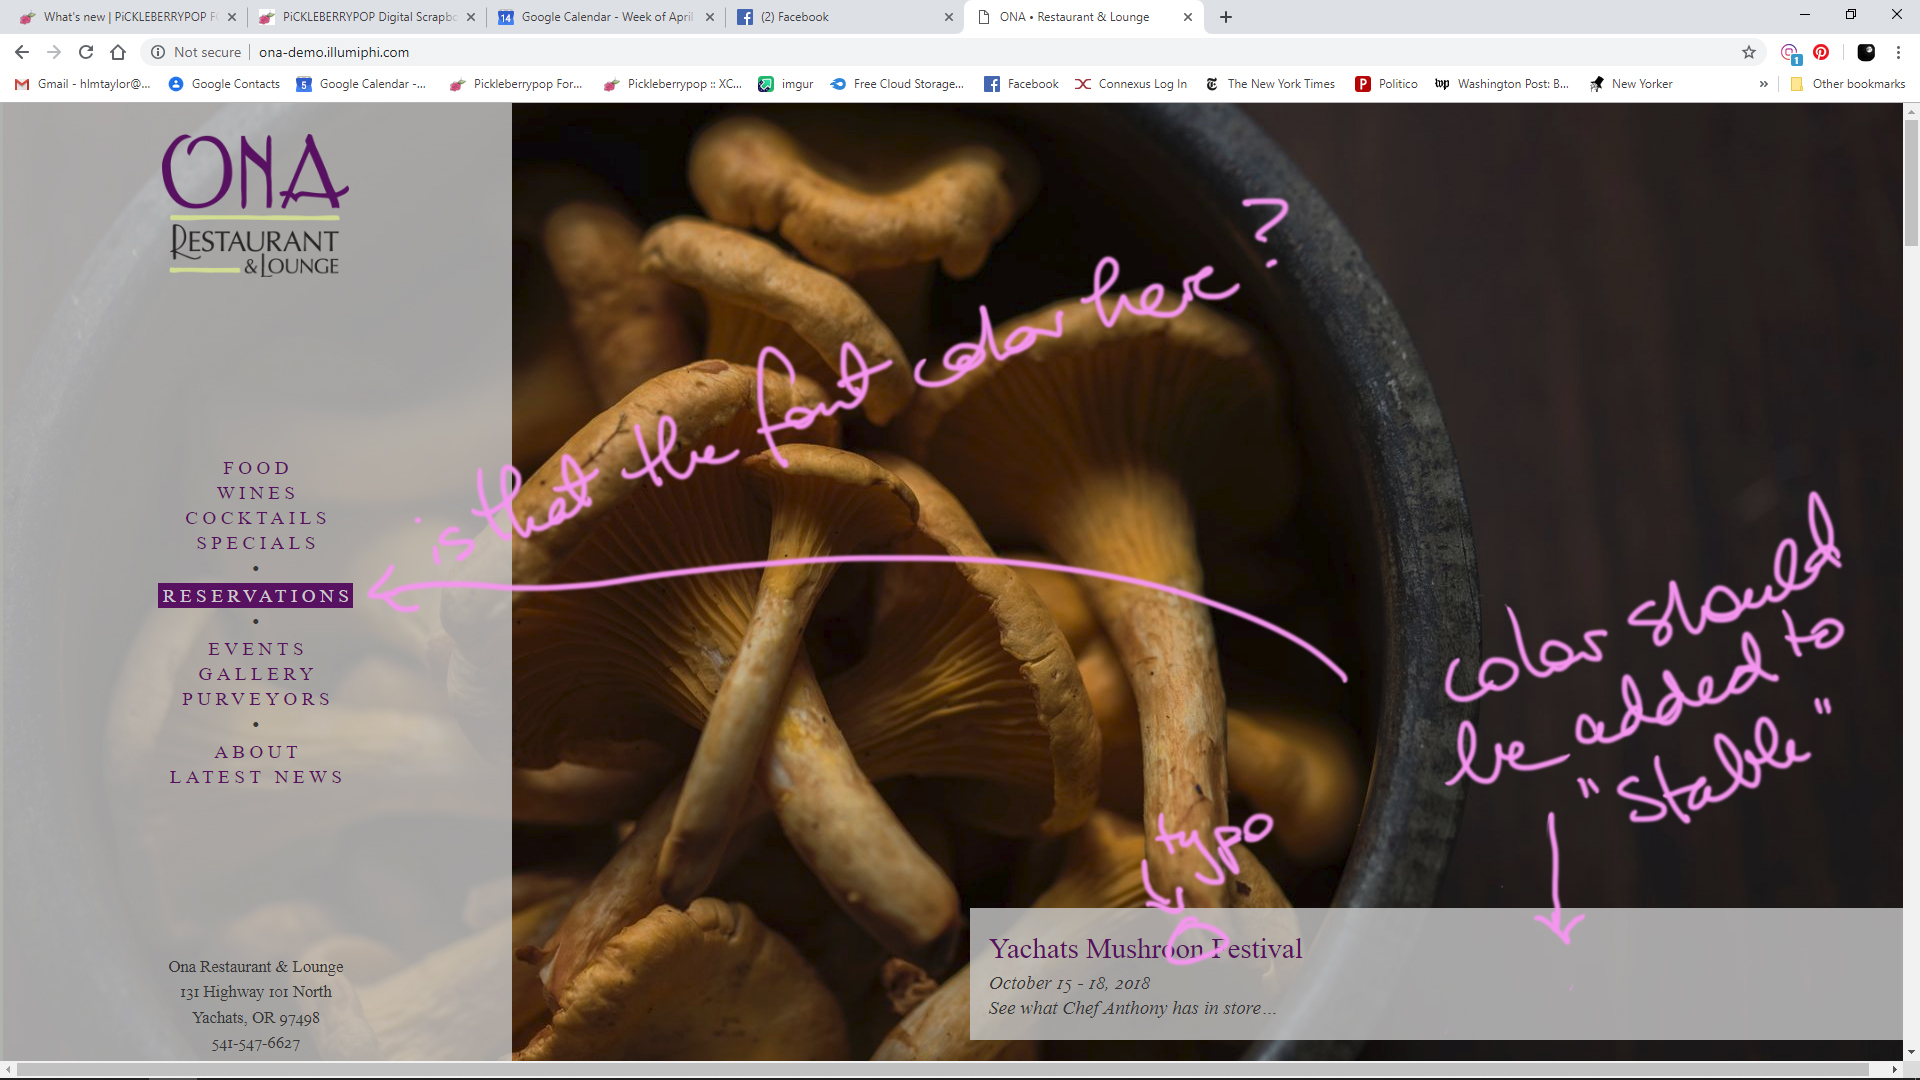 What's new | PiCKLEBERRYPOP F
PiCKLEBERRYPOP Digital Scrapbo
14 Google Calendar - Week of April
(2) Facebook
ONA • Restaurant & Lounge
Not secure | ona-demo.illumiphi.com
1
Gmail - hlmtaylor@...
Google Contacts
5 Google Calendar -...
Pickleberrypop For...
Pickleberrypop :: XC...
imgur
Free Cloud Storage...
Facebook
Connexus Log In
The New York Times
Politico
wp Washington Post: B...
New Yorker
»
Other bookmarks
ONA
RESTAURANT
& LOUNGE
FOOD
WINES
COCKTAILS
SPECIALS
•
RESERVATIONS
•
EVENTS
GALLERY
PURVEYORS
•
ABOUT
LATEST NEWS
Ona Restaurant & Lounge
131 Highway 101 North
Yachats, OR 97498
541-547-6627
is that the font color here?
color should
be added to
"stable"
typo
Yachats Mushroon Festival
October 15 - 18, 2018
See what Chef Anthony has in store...